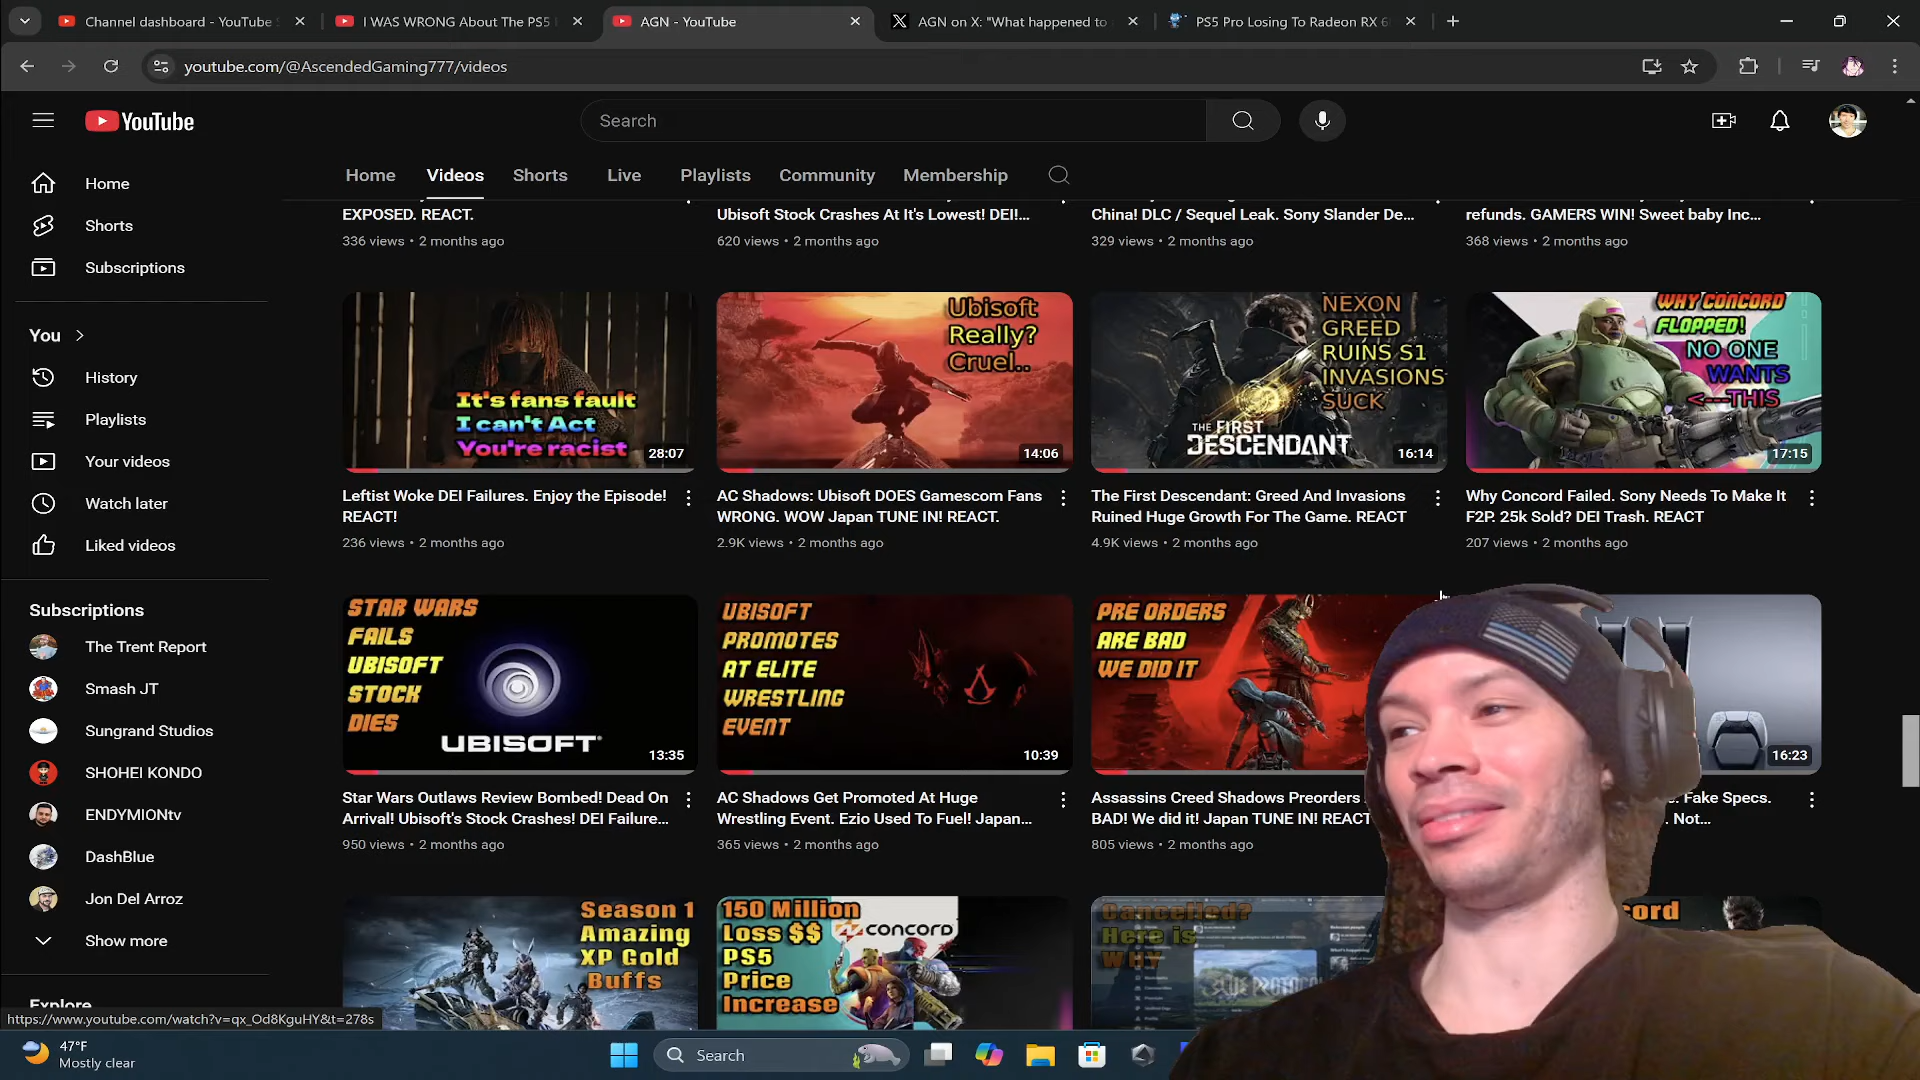 Channel dashboard - YouTube S
I WAS WRONG About The PS5
AGN - YouTube
AGN on X: "What happened to
PS5 Pro Losing To Radeon RX 6
youtube.com/@AscendedGaming777/videos
YouTube
Search
Home
Shorts
Subscriptions
You
History
Playlists
Your videos
Watch later
Liked videos
Subscriptions
The Trent Report
Smash JT
Sungrand Studios
SHOHEI KONDO
ENDYMIONtv
DashBlue
Jon Del Arroz
Show more
Explore
Home
Videos
Shorts
Live
Playlists
Community
Membership
EXPOSED. REACT.
336 views • 2 months ago
Ubisoft Stock Crashes At It's Lowest! DEI!...
620 views • 2 months ago
China! DLC / Sequel Leak. Sony Slander De...
329 views • 2 months ago
refunds. GAMERS WIN! Sweet baby Inc...
368 views • 2 months ago
It's fans fault
I can't Act
You're racist
28:07
Leftist Woke DEI Failures. Enjoy the Episode!
REACT!
236 views • 2 months ago
Ubisoft
Really?
Cruel..
14:06
AC Shadows: Ubisoft DOES Gamescom Fans
WRONG. WOW Japan TUNE IN! REACT.
2.9K views • 2 months ago
NEXON
GREED
RUINS S1
INVASIONS
SUCK
THE FIRST
DESCENDANT
16:14
The First Descendant: Greed And Invasions
Ruined Huge Growth For The Game. REACT
4.9K views • 2 months ago
WHY CONCORD
FLOPPED!
NO ONE
WANTS
<---THIS
17:15
Why Concord Failed. Sony Needs To Make It
F2P. 25k Sold? DEI Trash. REACT
207 views • 2 months ago
STAR WARS
FAILS
UBISOFT
STOCK
DIES
UBISOFT
13:35
Star Wars Outlaws Review Bombed! Dead On
Arrival! Ubisoft's Stock Crashes! DEI Failure...
950 views • 2 months ago
UBISOFT
PROMOTES
AT ELITE
WRESTLING
EVENT
10:39
AC Shadows Get Promoted At Huge
Wrestling Event. Ezio Used To Fuel! Japan...
365 views • 2 months ago
PRE ORDERS
ARE BAD
WE DID IT
Assassins Creed Shadows Preorders
BAD! We did it! Japan TUNE IN! REACT
805 views • 2 months ago
16:23
Fake Specs.
Not...
Season 1
Amazing
XP Gold
Buffs
150 Million
Loss $$
PS5
Price
Increase
CONCORD
Cancelled?
Here is
WHY
BLUE PROTOCOL
cord
https://www.youtube.com/watch?v=qx_Od8KguHY&t=278s
47°F
Mostly clear
Search